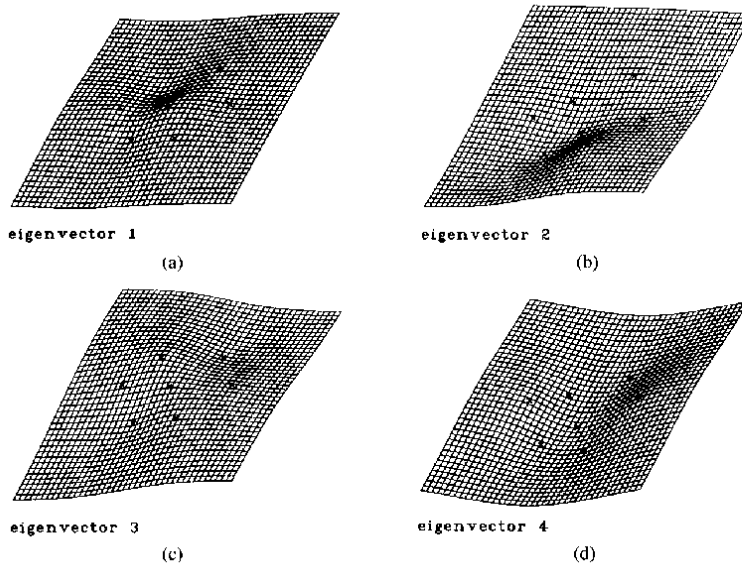 eigenvector 1
(a)
eigenvector 2
(b)
eigenvector 3
(c)
eigenvector 4
(d)